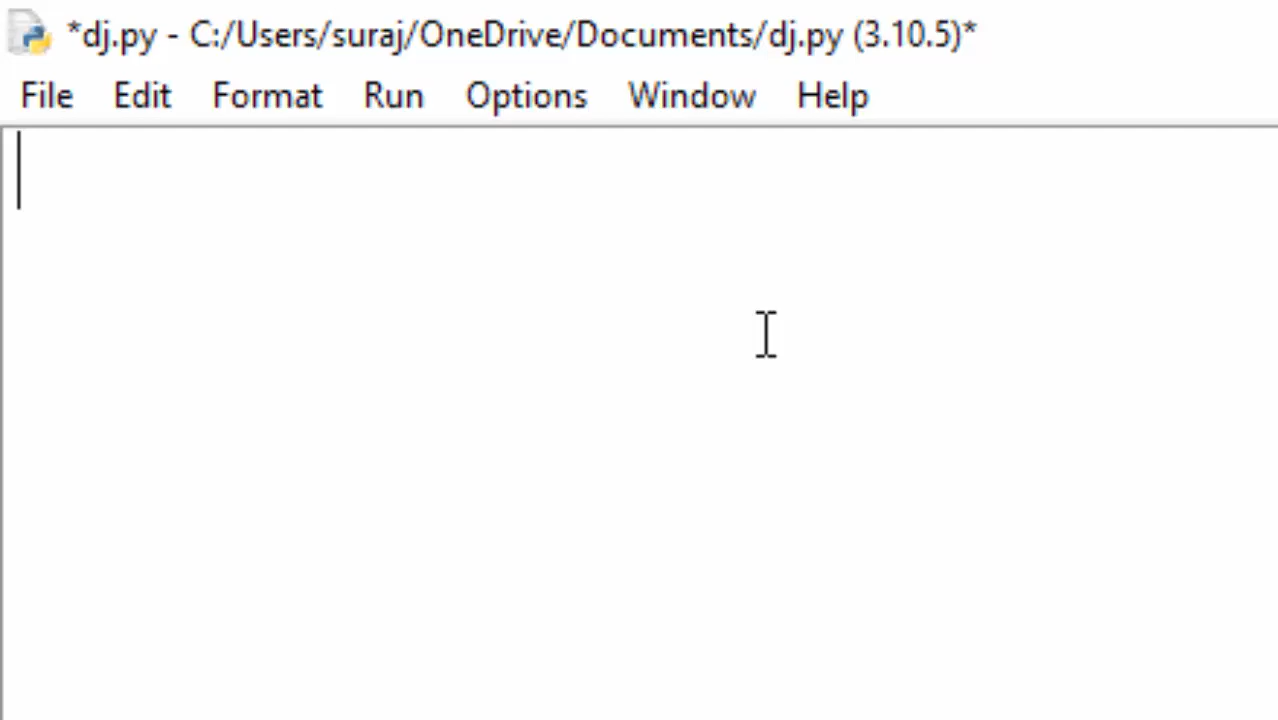 *dj.py - C:/Users/suraj/OneDrive/Documents/dj.py (3.10.5)*
File Edit Format Run Options Window Help